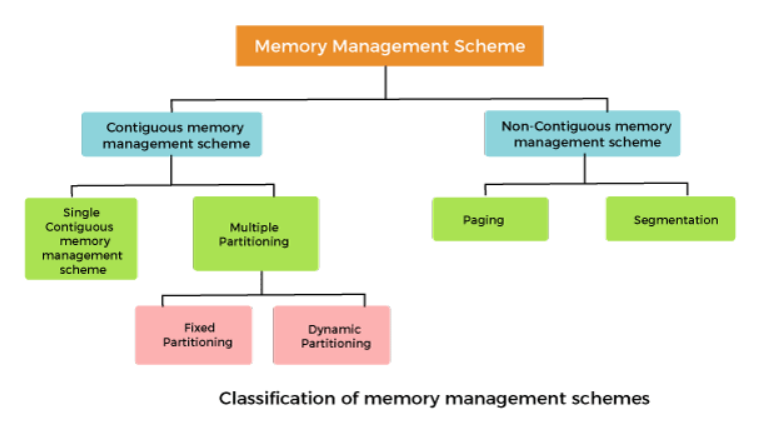 Memory Management Scheme
Contiguous memory
management scheme
Non-Contiguous memory
management scheme
Single
Contiguous
memory
management
scheme
Multiple
Partitioning
Paging
Segmentation
Fixed
Partitioning
Dynamic
Partitioning
Classification of memory management schemes